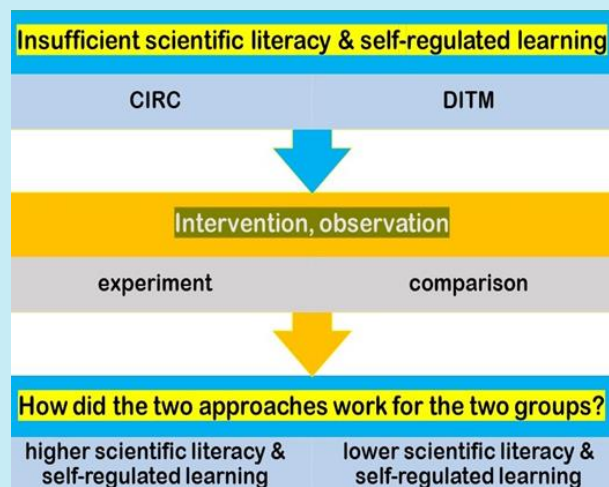 Insufficient scientific literacy & self-regulated learning
CIRC
DITM
Intervention, observation
experiment
comparison
How did the two approaches work for the two groups?
higher scientific literacy &
self-regulated learning
lower scientific literacy &
self-regulated learning